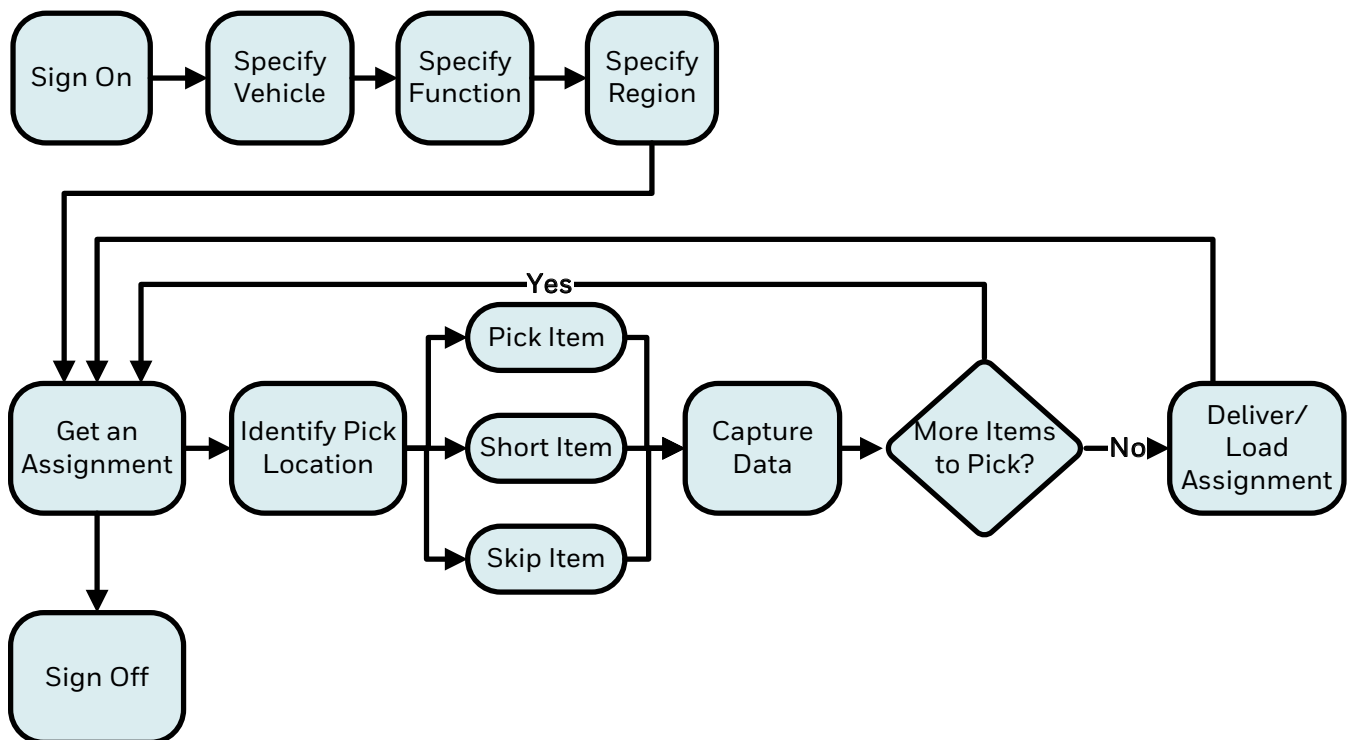 Sign On
Specify
Vehicle
Specify
Function
Specify
Region
Yes
Pick Item
Get an
Assignment
Identify Pick
Location
Short Item
Capture
Data
More Items
to Pick?
No
Deliver/
Load
Assignment
Skip Item
Sign Off